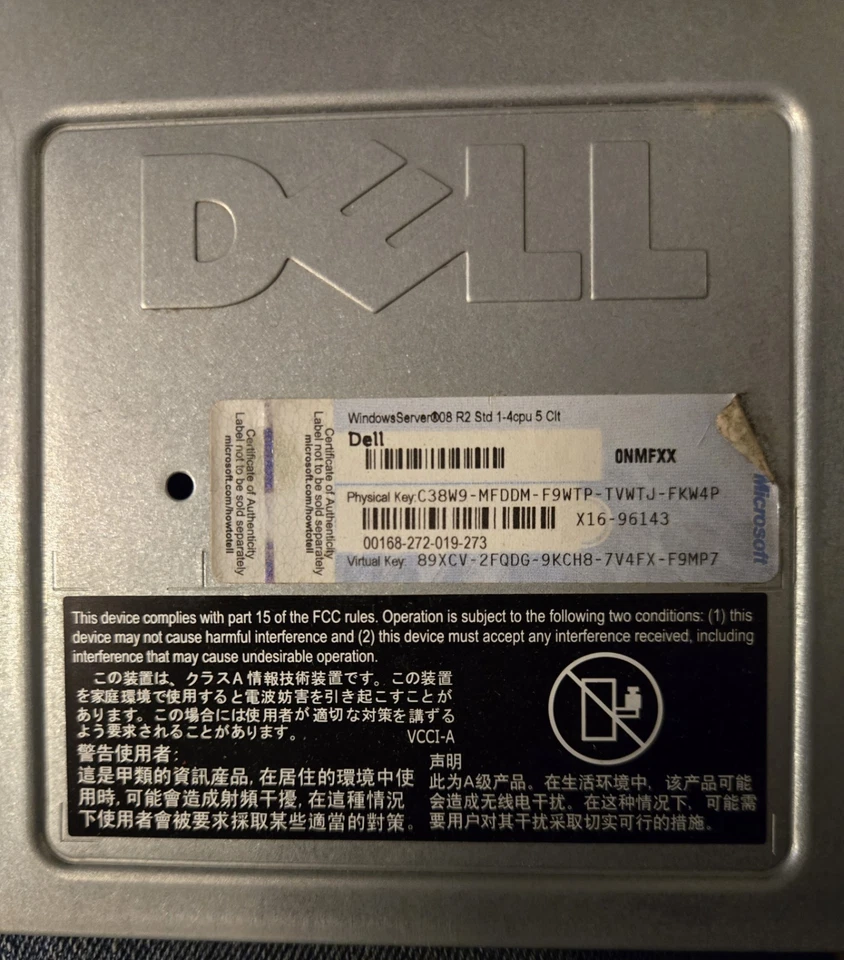 DELL
Certificate of Authenticity
Label not to be sold separately
microsoft.com/howtotell
Certificate of Authenticity
Label not to be sold separately
microsoft.com/howtotell
WindowsServer®08 R2 Std 1-4cpu 5 Clt
Dell
0NMFXX
Physical Key:C38W9-MFDDM-F9WTP-TVWTJ-FKW4P
X16-96143
00168-272-019-273
Virtual Key: 89XCV-2FQDG-9KCH8-7V4FX-F9MP7
Microsoft
This device complies with part 15 of the FCC rules. Operation is subject to the following two conditions: (1) this
device may not cause harmful interference and (2) this device must accept any interference received, including
interference that may cause undesirable operation.
この装置は、クラスA情報技術装置です。この装置
を家庭環境で使用すると電波妨害を引き起こすことが
あります。この場合には使用者が適切な対策を講ずる
よう要求されることがあります。
VCCI-A
警告使用者:
這是甲類的資訊産品, 在居住的環境中使
用時, 可能會造成射頻干擾, 在這種情況
下使用者會被要求採取某些適當的對策。
声明
此为A级产品。在生活环境中, 该产品可能
会造成无线电干扰。在这种情况下, 可能需
要用户对其干扰采取切实可行的措施。